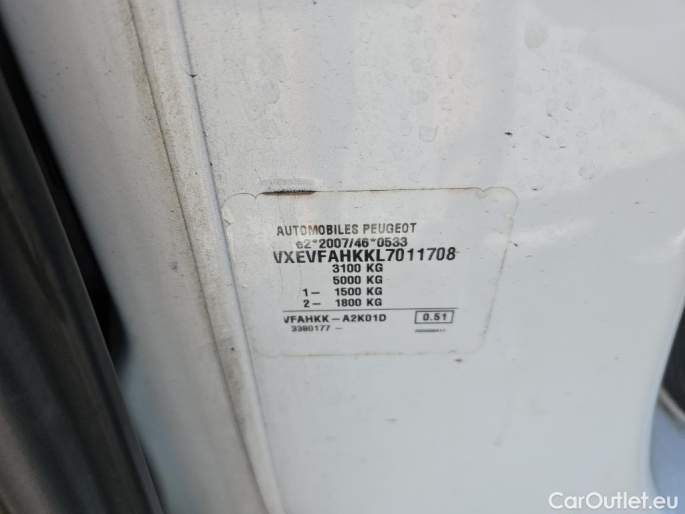 AUTOMOBILES PEUGEOT
e2*2007/46*0533
VXEVFAHKKL7011708
3100 KG
5000 KG
1- 1500 KG
2- 1800 KG
VFAHKK-A2K01D 0.51
3380177 -
CarOutlet.eu